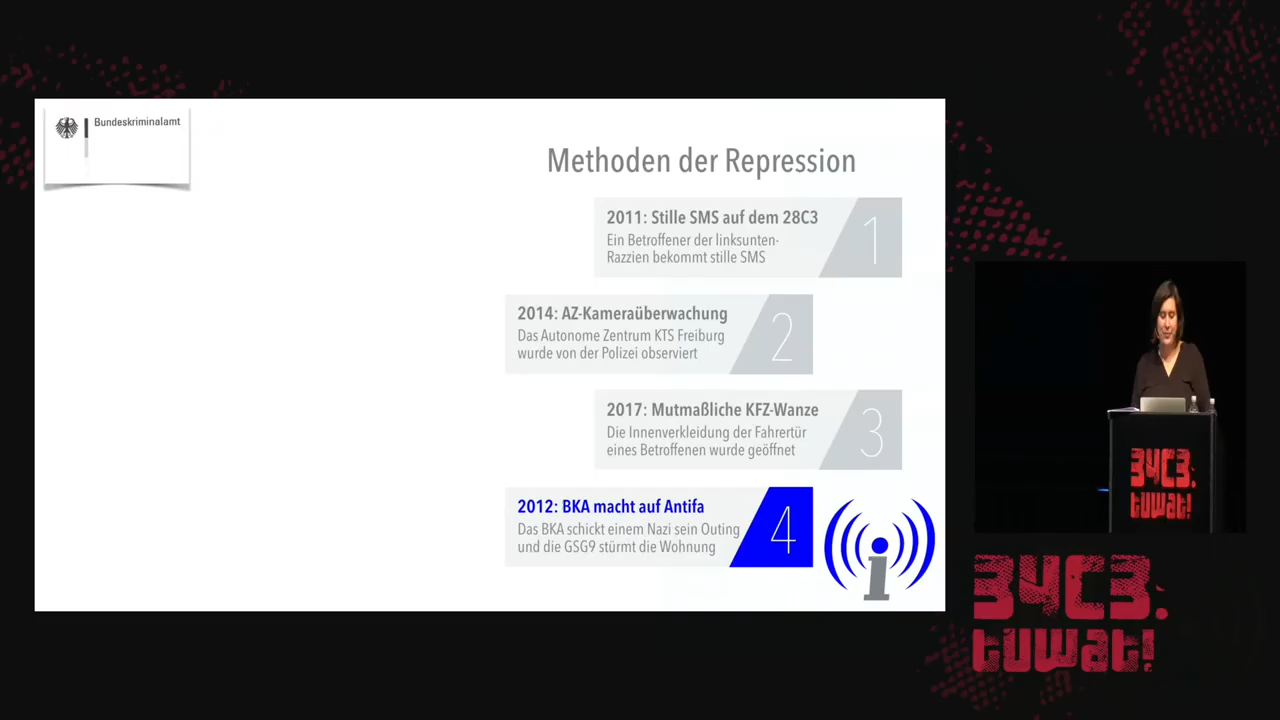 Bundeskriminalamt
Methoden der Repression
2011: Stille SMS auf dem 28C3
Ein Betroffener der linksunten-
Razzien bekommt stille SMS
1
2014: AZ-Kameraüberwachung
Das Autonome Zentrum KTS Freiburg
wurde von der Polizei observiert
2
2017: Mutmaßliche KFZ-Wanze
Die Innenverkleidung der Fahrertür
eines Betroffenen wurde geöffnet
3
2012: BKA macht auf Antifa
Das BKA schickt einem Nazi sein Outing
und die GSG9 stürmt die Wohnung
4
i
34C3.
tuwat!
34C3.
tuwat!